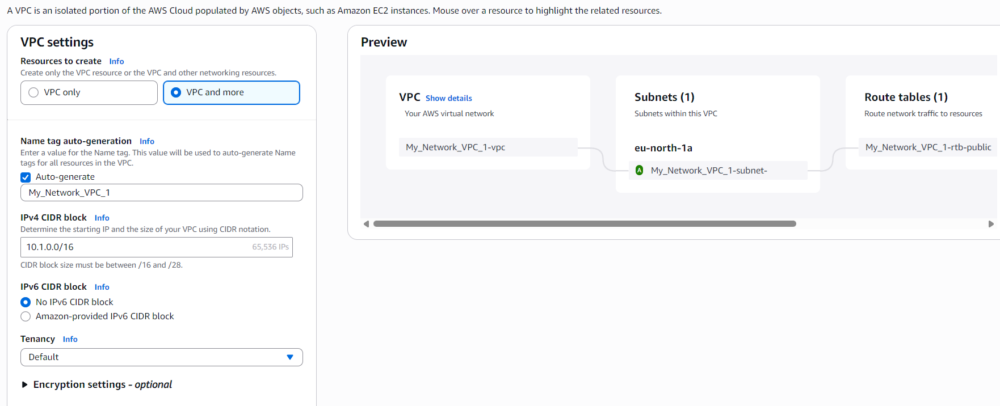 A VPC is an isolated portion of the AWS Cloud populated by AWS objects, such as Amazon EC2 instances. Mouse over a resource to highlight the related resources.
VPC settings
Resources to create Info
Create only the VPC resource or the VPC and other networking resources.
VPC only
VPC and more
Name tag auto-generation Info
Enter a value for the Name tag. This value will be used to auto-generate Name
tags for all resources in the VPC.
Auto-generate
My_Network_VPC_1
IPv4 CIDR block Info
Determine the starting IP and the size of your VPC using CIDR notation.
10.1.0.0/16 65,536 IPs
CIDR block size must be between /16 and /28.
IPv6 CIDR block Info
No IPv6 CIDR block
Amazon-provided IPv6 CIDR block
Tenancy Info
Default
Encryption settings - optional
Preview
VPC Show details
Your AWS virtual network
My_Network_VPC_1-vpc
Subnets (1)
Subnets within this VPC
eu-north-1a
A My_Network_VPC_1-subnet-
Route tables (1)
Route network traffic to resources
My_Network_VPC_1-rtb-public